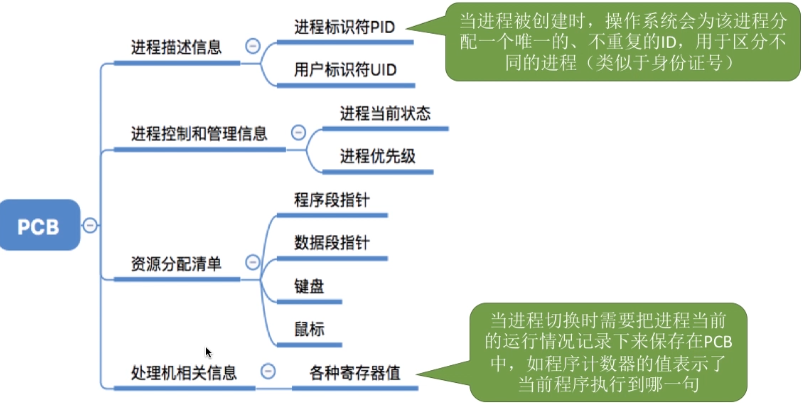 PCB
进程描述信息
进程标识符PID
用户标识符UID
当进程被创建时，操作系统会为该进程分
配一个唯一的、不重复的ID，用于区分不
同的进程（类似于身份证号）
进程控制和管理信息
进程当前状态
进程优先级
资源分配清单
程序段指针
数据段指针
键盘
鼠标
处理机相关信息
各种寄存器值
当进程切换时需要把进程当前
的运行情况记录下来保存在PCB
中，如程序计数器的值表示了
当前程序执行到哪一句